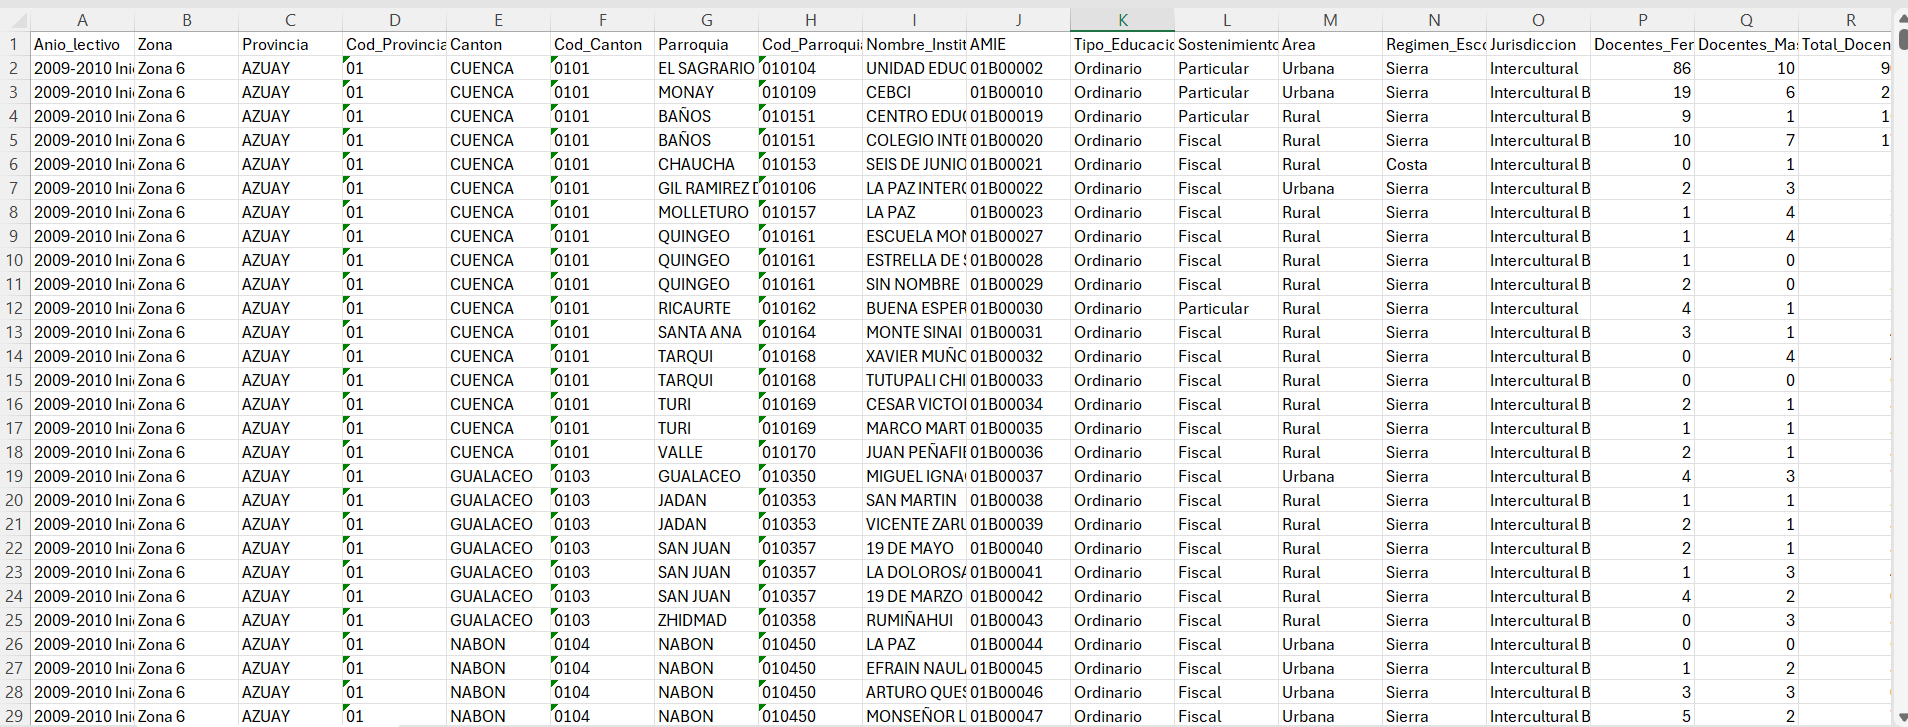 A B C D E F G H I J K L M N O P Q R
1 Anio_lectivo Zona Provincia Cod_Provincia Canton Cod_Canton Parroquia Cod_Parroqui Nombre_Instit AMIE Tipo_Educacio Sostenimiento Area Regimen_Esco Jurisdiccion Docentes_Fer Docentes_Ma Total_Docen
2 2009-2010 Ini Zona 6 AZUAY 01 CUENCA 0101 EL SAGRARIO 010104 UNIDAD EDUC 01B00002 Ordinario Particular Urbana Sierra Intercultural 86 10 9
3 2009-2010 Ini Zona 6 AZUAY 01 CUENCA 0101 MONAY 010109 CEBCI 01B00010 Ordinario Particular Urbana Sierra Intercultural B 19 6 2
4 2009-2010 Ini Zona 6 AZUAY 01 CUENCA 0101 BAÑOS 010151 CENTRO EDUC 01B00019 Ordinario Particular Rural Sierra Intercultural B 9 1 1
5 2009-2010 Ini Zona 6 AZUAY 01 CUENCA 0101 BAÑOS 010151 COLEGIO INTE 01B00020 Ordinario Fiscal Rural Sierra Intercultural B 10 7 1
6 2009-2010 Ini Zona 6 AZUAY 01 CUENCA 0101 CHAUCHA 010153 SEIS DE JUNIO 01B00021 Ordinario Fiscal Rural Costa Intercultural B 0 1
7 2009-2010 Ini Zona 6 AZUAY 01 CUENCA 0101 GIL RAMIREZ D 010106 LA PAZ INTERC 01B00022 Ordinario Fiscal Urbana Sierra Intercultural B 2 3
8 2009-2010 Ini Zona 6 AZUAY 01 CUENCA 0101 MOLLETURO 010157 LA PAZ 01B00023 Ordinario Fiscal Rural Sierra Intercultural B 1 4
9 2009-2010 Ini Zona 6 AZUAY 01 CUENCA 0101 QUINGEO 010161 ESCUELA MON 01B00027 Ordinario Fiscal Rural Sierra Intercultural B 1 4
10 2009-2010 Ini Zona 6 AZUAY 01 CUENCA 0101 QUINGEO 010161 ESTRELLA DE S 01B00028 Ordinario Fiscal Rural Sierra Intercultural B 1 0
11 2009-2010 Ini Zona 6 AZUAY 01 CUENCA 0101 QUINGEO 010161 SIN NOMBRE 01B00029 Ordinario Fiscal Rural Sierra Intercultural B 2 0
12 2009-2010 Ini Zona 6 AZUAY 01 CUENCA 0101 RICAURTE 010162 BUENA ESPER 01B00030 Ordinario Particular Rural Sierra Intercultural 4 1
13 2009-2010 Ini Zona 6 AZUAY 01 CUENCA 0101 SANTA ANA 010164 MONTE SINAI 01B00031 Ordinario Fiscal Rural Sierra Intercultural B 3 1
14 2009-2010 Ini Zona 6 AZUAY 01 CUENCA 0101 TARQUI 010168 XAVIER MUÑO 01B00032 Ordinario Fiscal Rural Sierra Intercultural B 0 4
15 2009-2010 Ini Zona 6 AZUAY 01 CUENCA 0101 TARQUI 010168 TUTUPALI CHI 01B00033 Ordinario Fiscal Rural Sierra Intercultural B 0 0
16 2009-2010 Ini Zona 6 AZUAY 01 CUENCA 0101 TURI 010169 CESAR VICTO 01B00034 Ordinario Fiscal Rural Sierra Intercultural B 2 1
17 2009-2010 Ini Zona 6 AZUAY 01 CUENCA 0101 TURI 010169 MARCO MART 01B00035 Ordinario Fiscal Rural Sierra Intercultural B 1 1
18 2009-2010 Ini Zona 6 AZUAY 01 CUENCA 0101 VALLE 010170 JUAN PEÑAFIE 01B00036 Ordinario Fiscal Rural Sierra Intercultural B 2 1
19 2009-2010 Ini Zona 6 AZUAY 01 GUALACEO 0103 GUALACEO 010350 MIGUEL IGNA 01B00037 Ordinario Fiscal Urbana Sierra Intercultural B 4 3
20 2009-2010 Ini Zona 6 AZUAY 01 GUALACEO 0103 JADAN 010353 SAN MARTIN 01B00038 Ordinario Fiscal Rural Sierra Intercultural B 1 1
21 2009-2010 Ini Zona 6 AZUAY 01 GUALACEO 0103 JADAN 010353 VICENTE ZARU 01B00039 Ordinario Fiscal Rural Sierra Intercultural B 2 1
22 2009-2010 Ini Zona 6 AZUAY 01 GUALACEO 0103 SAN JUAN 010357 19 DE MAYO 01B00040 Ordinario Fiscal Rural Sierra Intercultural B 2 1
23 2009-2010 Ini Zona 6 AZUAY 01 GUALACEO 0103 SAN JUAN 010357 LA DOLOROSA 01B00041 Ordinario Fiscal Rural Sierra Intercultural B 1 3
24 2009-2010 Ini Zona 6 AZUAY 01 GUALACEO 0103 SAN JUAN 010357 19 DE MARZO 01B00042 Ordinario Fiscal Rural Sierra Intercultural B 4 2
25 2009-2010 Ini Zona 6 AZUAY 01 GUALACEO 0103 ZHIDMAD 010358 RUMIÑAHUI 01B00043 Ordinario Fiscal Rural Sierra Intercultural B 0 3
26 2009-2010 Ini Zona 6 AZUAY 01 NABON 0104 NABON 010450 LA PAZ 01B00044 Ordinario Fiscal Urbana Sierra Intercultural B 0 0
27 2009-2010 Ini Zona 6 AZUAY 01 NABON 0104 NABON 010450 EFRAIN NAUL 01B00045 Ordinario Fiscal Urbana Sierra Intercultural B 1 2
28 2009-2010 Ini Zona 6 AZUAY 01 NABON 0104 NABON 010450 ARTURO QUES 01B00046 Ordinario Fiscal Urbana Sierra Intercultural B 3 3
29 2009-2010 Ini Zona 6 AZUAY 01 NABON 0104 NABON 010450 MONSEÑOR L 01B00047 Ordinario Fiscal Urbana Sierra Intercultural B 5 2